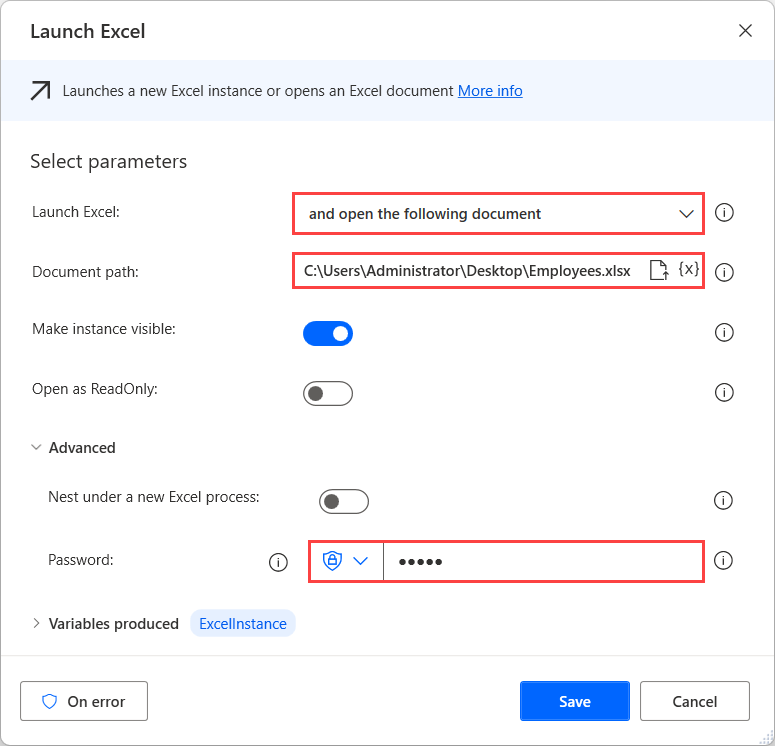 Launch Excel
Launches a new Excel instance or opens an Excel document More info
Select parameters
Launch Excel: and open the following document
Document path: C:\Users\Administrator\Desktop\Employees.xlsx {x}
Make instance visible:
Open as ReadOnly:
Advanced
Nest under a new Excel process:
Password: •••••
Variables produced ExcelInstance
On error Save Cancel